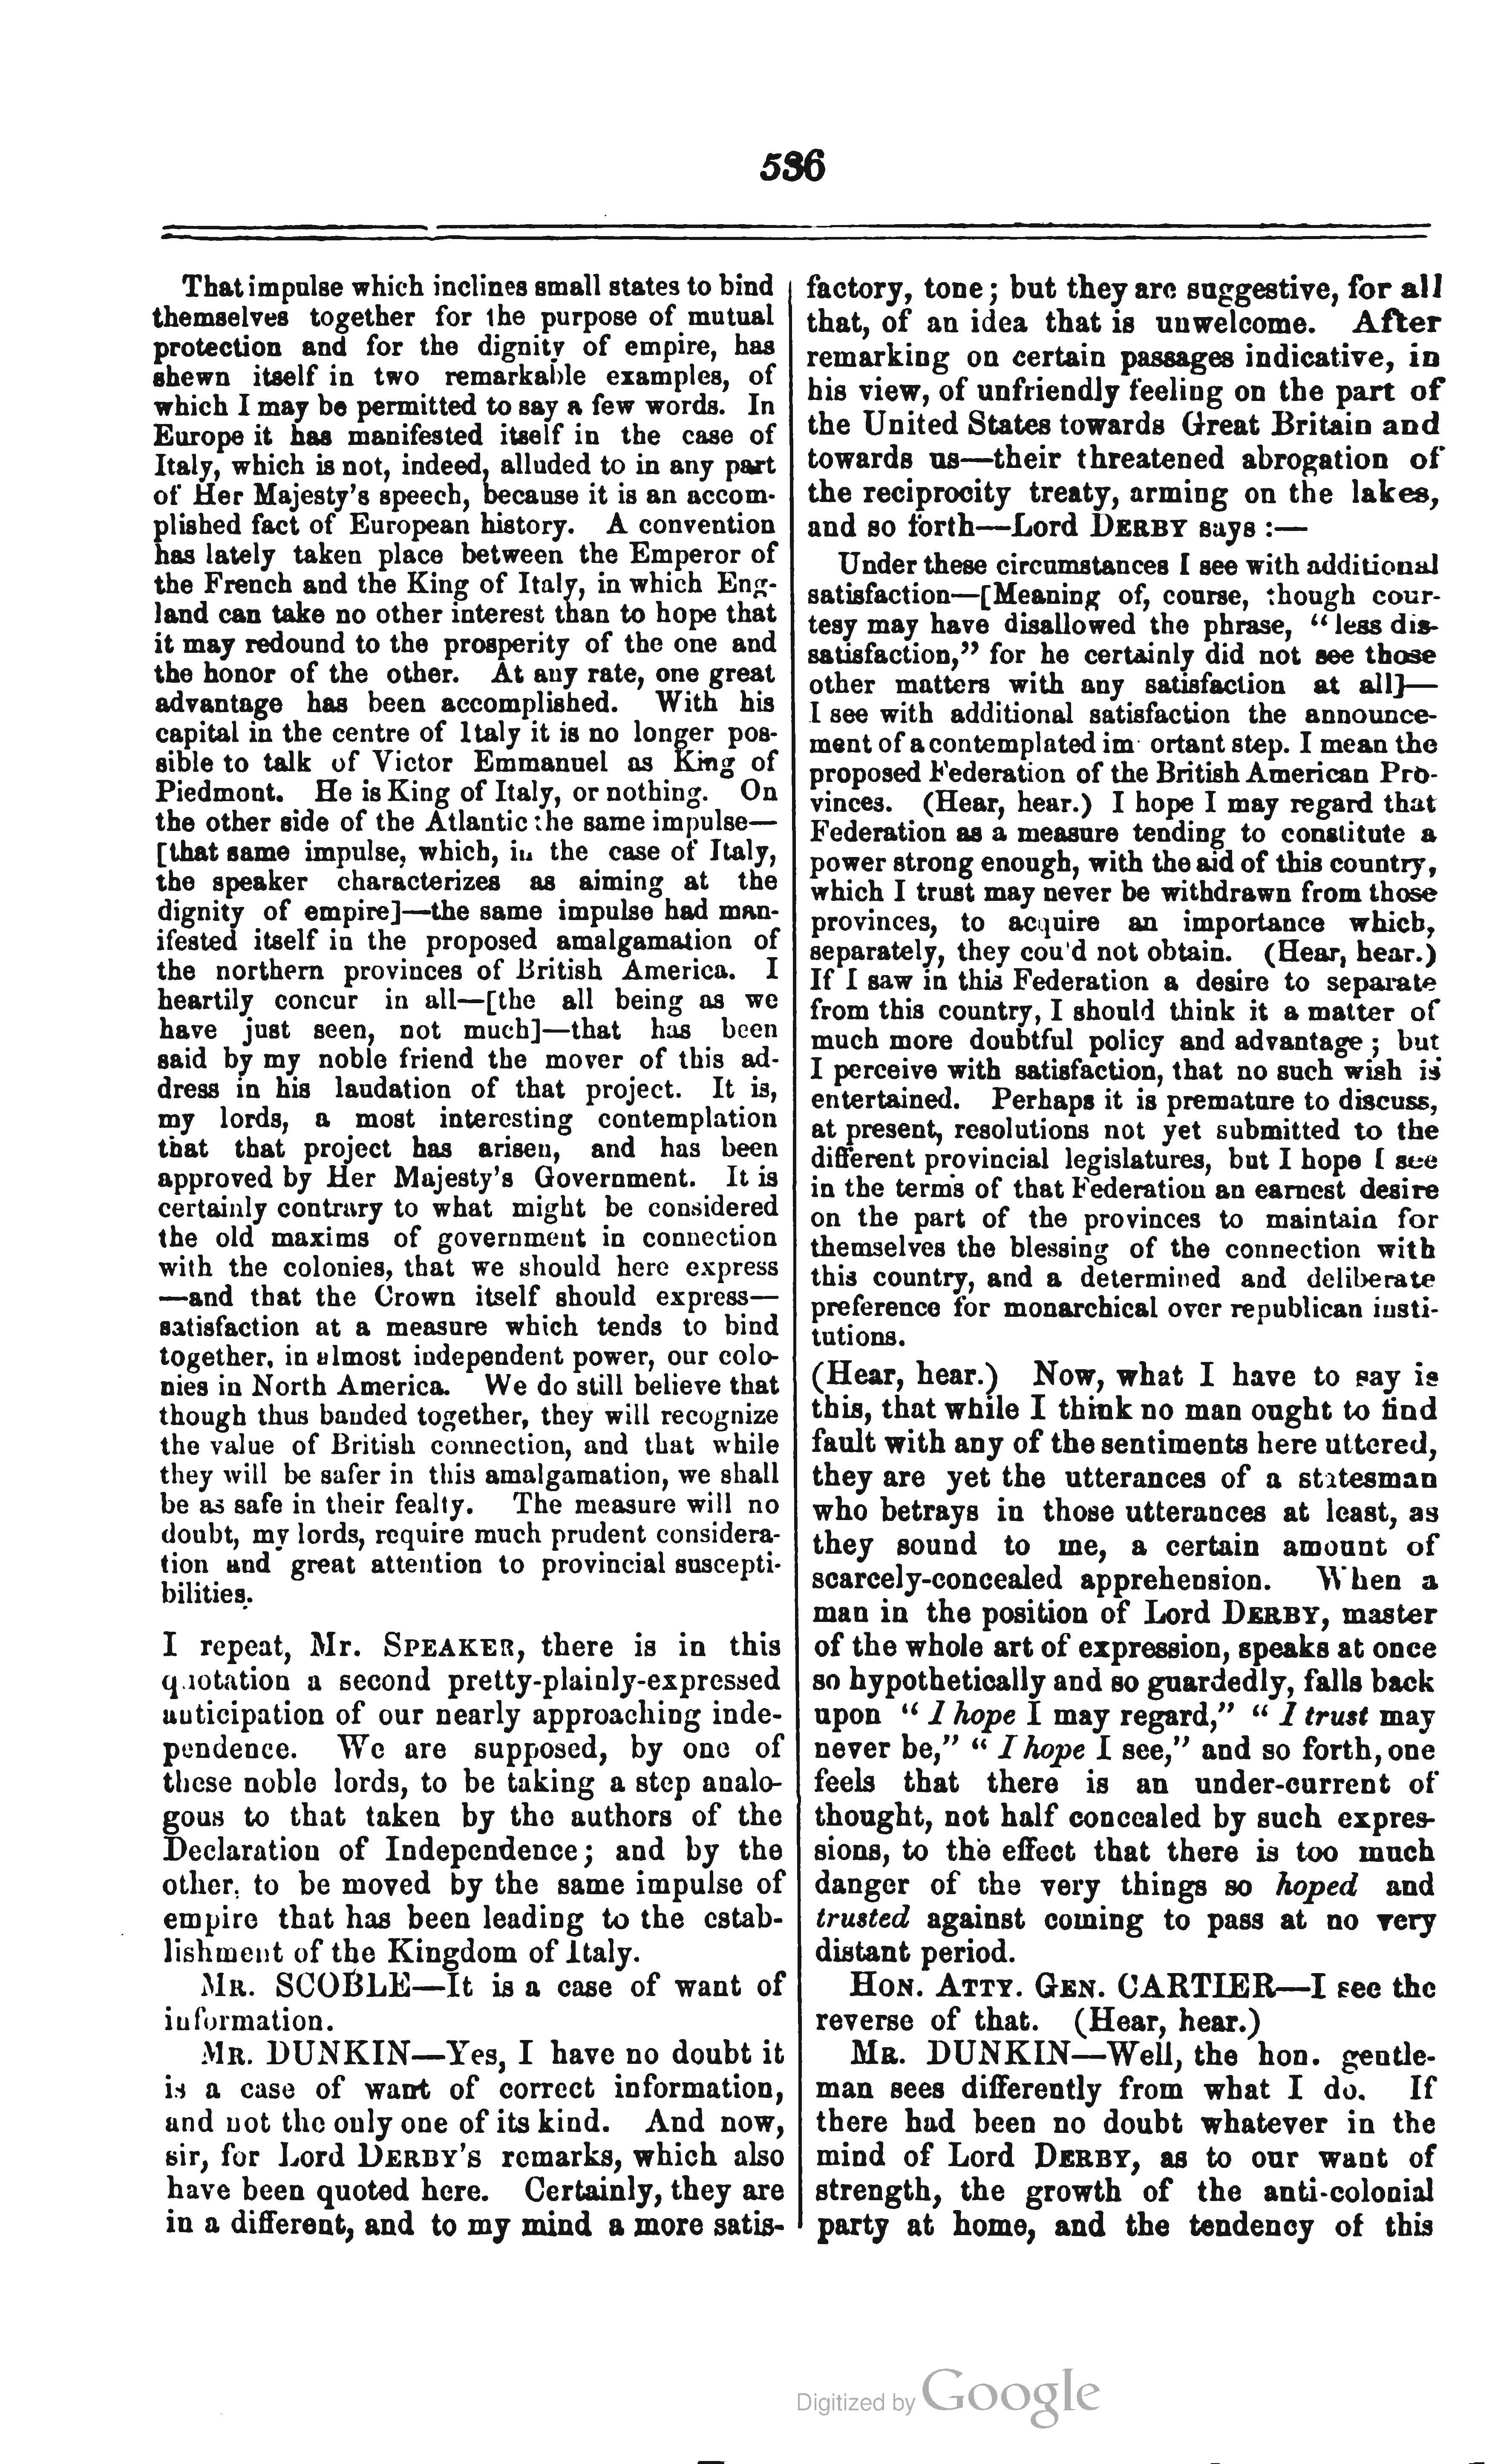 536
That impulse which inclines small states to bind
themselves together for the purpose of mutual
protection and for the dignity of empire, has
shewn itself in two remarkable examples, of
which I may be permitted to say a few words. In
Europe it has manifested itself in the case of
Italy, which is not, indeed, alluded to in any part
of Her Majesty's speech, because it is an accom-
plished fact of European history. A convention
has lately taken place between the Emperor of
the French and the King of Italy, in which Eng-
land can take no other interest than to hope that
it may redound to the prosperity of the one and
the honor of the other. At any rate, one great
advantage has been accomplished. With his
capital in the centre of Italy it is no longer pos-
sible to talk of Victor Emmanuel as King of
Piedmont. He is King of Italy, or nothing. On
the other side of the Atlantic the same impulse—
[that same impulse, which, in the case of Italy,
the speaker characterizes as aiming at the
dignity of empire]—the same impulse had man-
ifested itself in the proposed amalgamation of
the northern provinces of British America. I
heartily concur in all—[the all being as we
have just seen, not much]—that has been
said by my noble friend the mover of this ad-
dress in his laudation of that project. It is,
my lords, a most interesting contemplation
that that project has arisen, and has been
approved by Her Majesty's Government. It is
certainly contrary to what might be considered
the old maxims of government in connection
with the colonies, that we should here express
—and that the Crown itself should express—
satisfaction at a measure which tends to bind
together, in almost independent power, our colo-
nies in North America. We do still believe that
though thus banded together, they will recognize
the value of British connection, and that while
they will be safer in this amalgamation, we shall
be as safe in their fealty. The measure will no
doubt, my lords, require much prudent considera-
tion and great attention to provincial suscepti-
bilities.
I repeat, Mr. SPEAKER, there is in this
quotation a second pretty-plainly-expressed
anticipation of our nearly approaching inde-
pendence. We are supposed, by one of
these noble lords, to be taking a step analo-
gous to that taken by the authors of the
Declaration of Independence; and by the
other, to be moved by the same impulse of
empire that has been leading to the estab-
lishment of the Kingdom of Italy.
MR. SCOBLE—It is a case of want of
information.
MR. DUNKIN—Yes, I have no doubt it
is a case of want of correct information,
and not the only one of its kind. And now,
sir, for Lord DERBY'S remarks, which also
have been quoted here. Certainly, they are
in a different, and to my mind a more satis-
factory, tone; but they are suggestive, for all
that, of an idea that is unwelcome. After
remarking on certain passages indicative, in
his view, of unfriendly feeling on the part of
the United States towards Great Britain and
towards us—their threatened abrogation of
the reciprocity treaty, arming on the lakes,
and so forth—Lord DERBY says :—
Under these circumstances I see with additional
satisfaction—[Meaning of, course, though cour-
tesy may have disallowed the phrase, "less dis-
satisfaction," for he certainly did not see those
other matters with any satisfaction at all]—
I see with additional satisfaction the announce-
ment of a contemplated im ortant step. I mean the
proposed Federation of the British American Pro-
vinces. (Hear, hear.) I hope I may regard that
Federation as a measure tending to constitute a
power strong enough, with the aid of this country,
which I trust may never be withdrawn from those
provinces, to acquire an importance which,
separately, they cou'd not obtain. (Hear, hear.)
If I saw in this Federation a desire to separate
from this country, I should think it a matter of
much more doubtful policy and advantage; but
I perceive with satisfaction, that no such wish is
entertained. Perhaps it is premature to discuss,
at present, resolutions not yet submitted to the
different provincial legislatures, but I hope I see
in the terms of that Federation an earnest desire
on the part of the provinces to maintain for
themselves the blessing of the connection with
this country, and a determined and deliberate
preference for monarchical over republican insti-
tutions.
(Hear, hear.) Now, what I have to say is
this, that while I think no man ought to find
fault with any of the sentiments here uttered,
they are yet the utterances of a statesman
who betrays in those utterances at least, as
they sound to me, a certain amount of
scarcely-concealed apprehension. When a
man in the position of Lord DERBY, master
of the whole art of expression, speaks at once
so hypothetically and so guardedly, falls back
upon "I hope I may regard," "I trust may
never be," "I hope I see," and so forth, one
feels that there is an under-current of
thought, not half concealed by such expres-
sions, to the effect that there is too much
danger of the very things so hoped and
trusted against coming to pass at no very
distant period.
HON. ATTY. GEN. CARTIER—I see the
reverse of that. (Hear, hear.)
MR. DUNKIN—Well, the hon. gentle-
man sees differently from what I do. If
there had been no doubt whatever in the
mind of Lord DERBY, as to our want of
strength, the growth of the anti-colonial
party at home, and the tendency of this
Digitized by Google